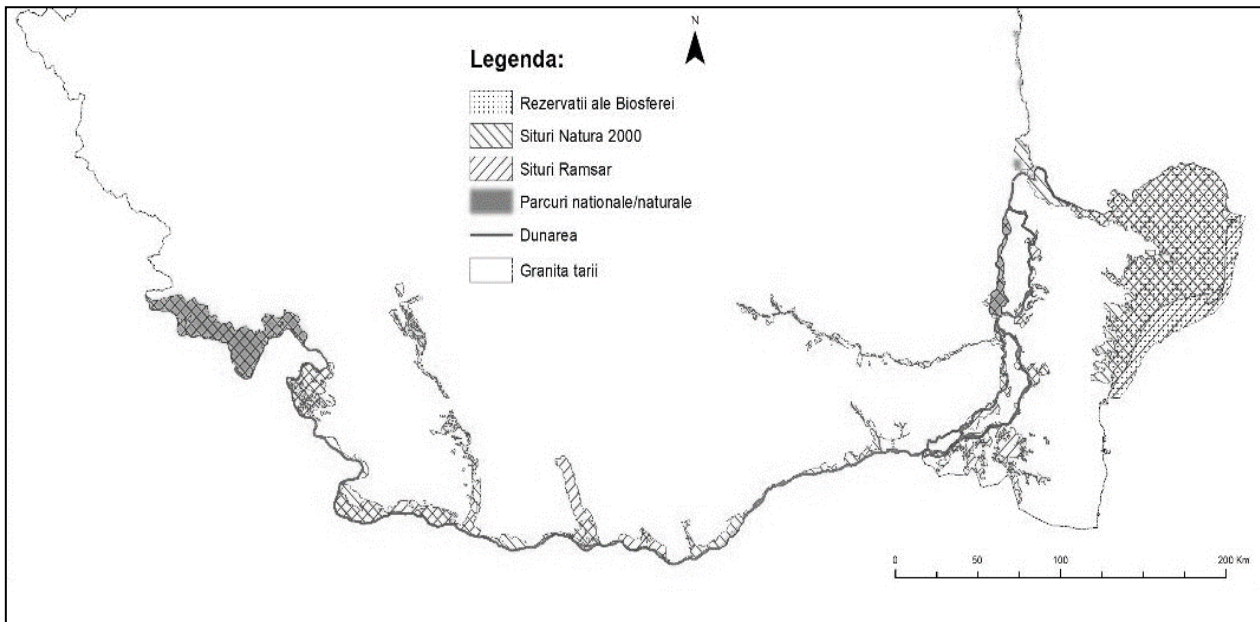 N
Legenda:
Rezervatii ale Biosferei
Situri Natura 2000
Situri Ramsar
Parcuri nationale/naturale
Dunarea
Granita tarii
0 50 100 200 Km